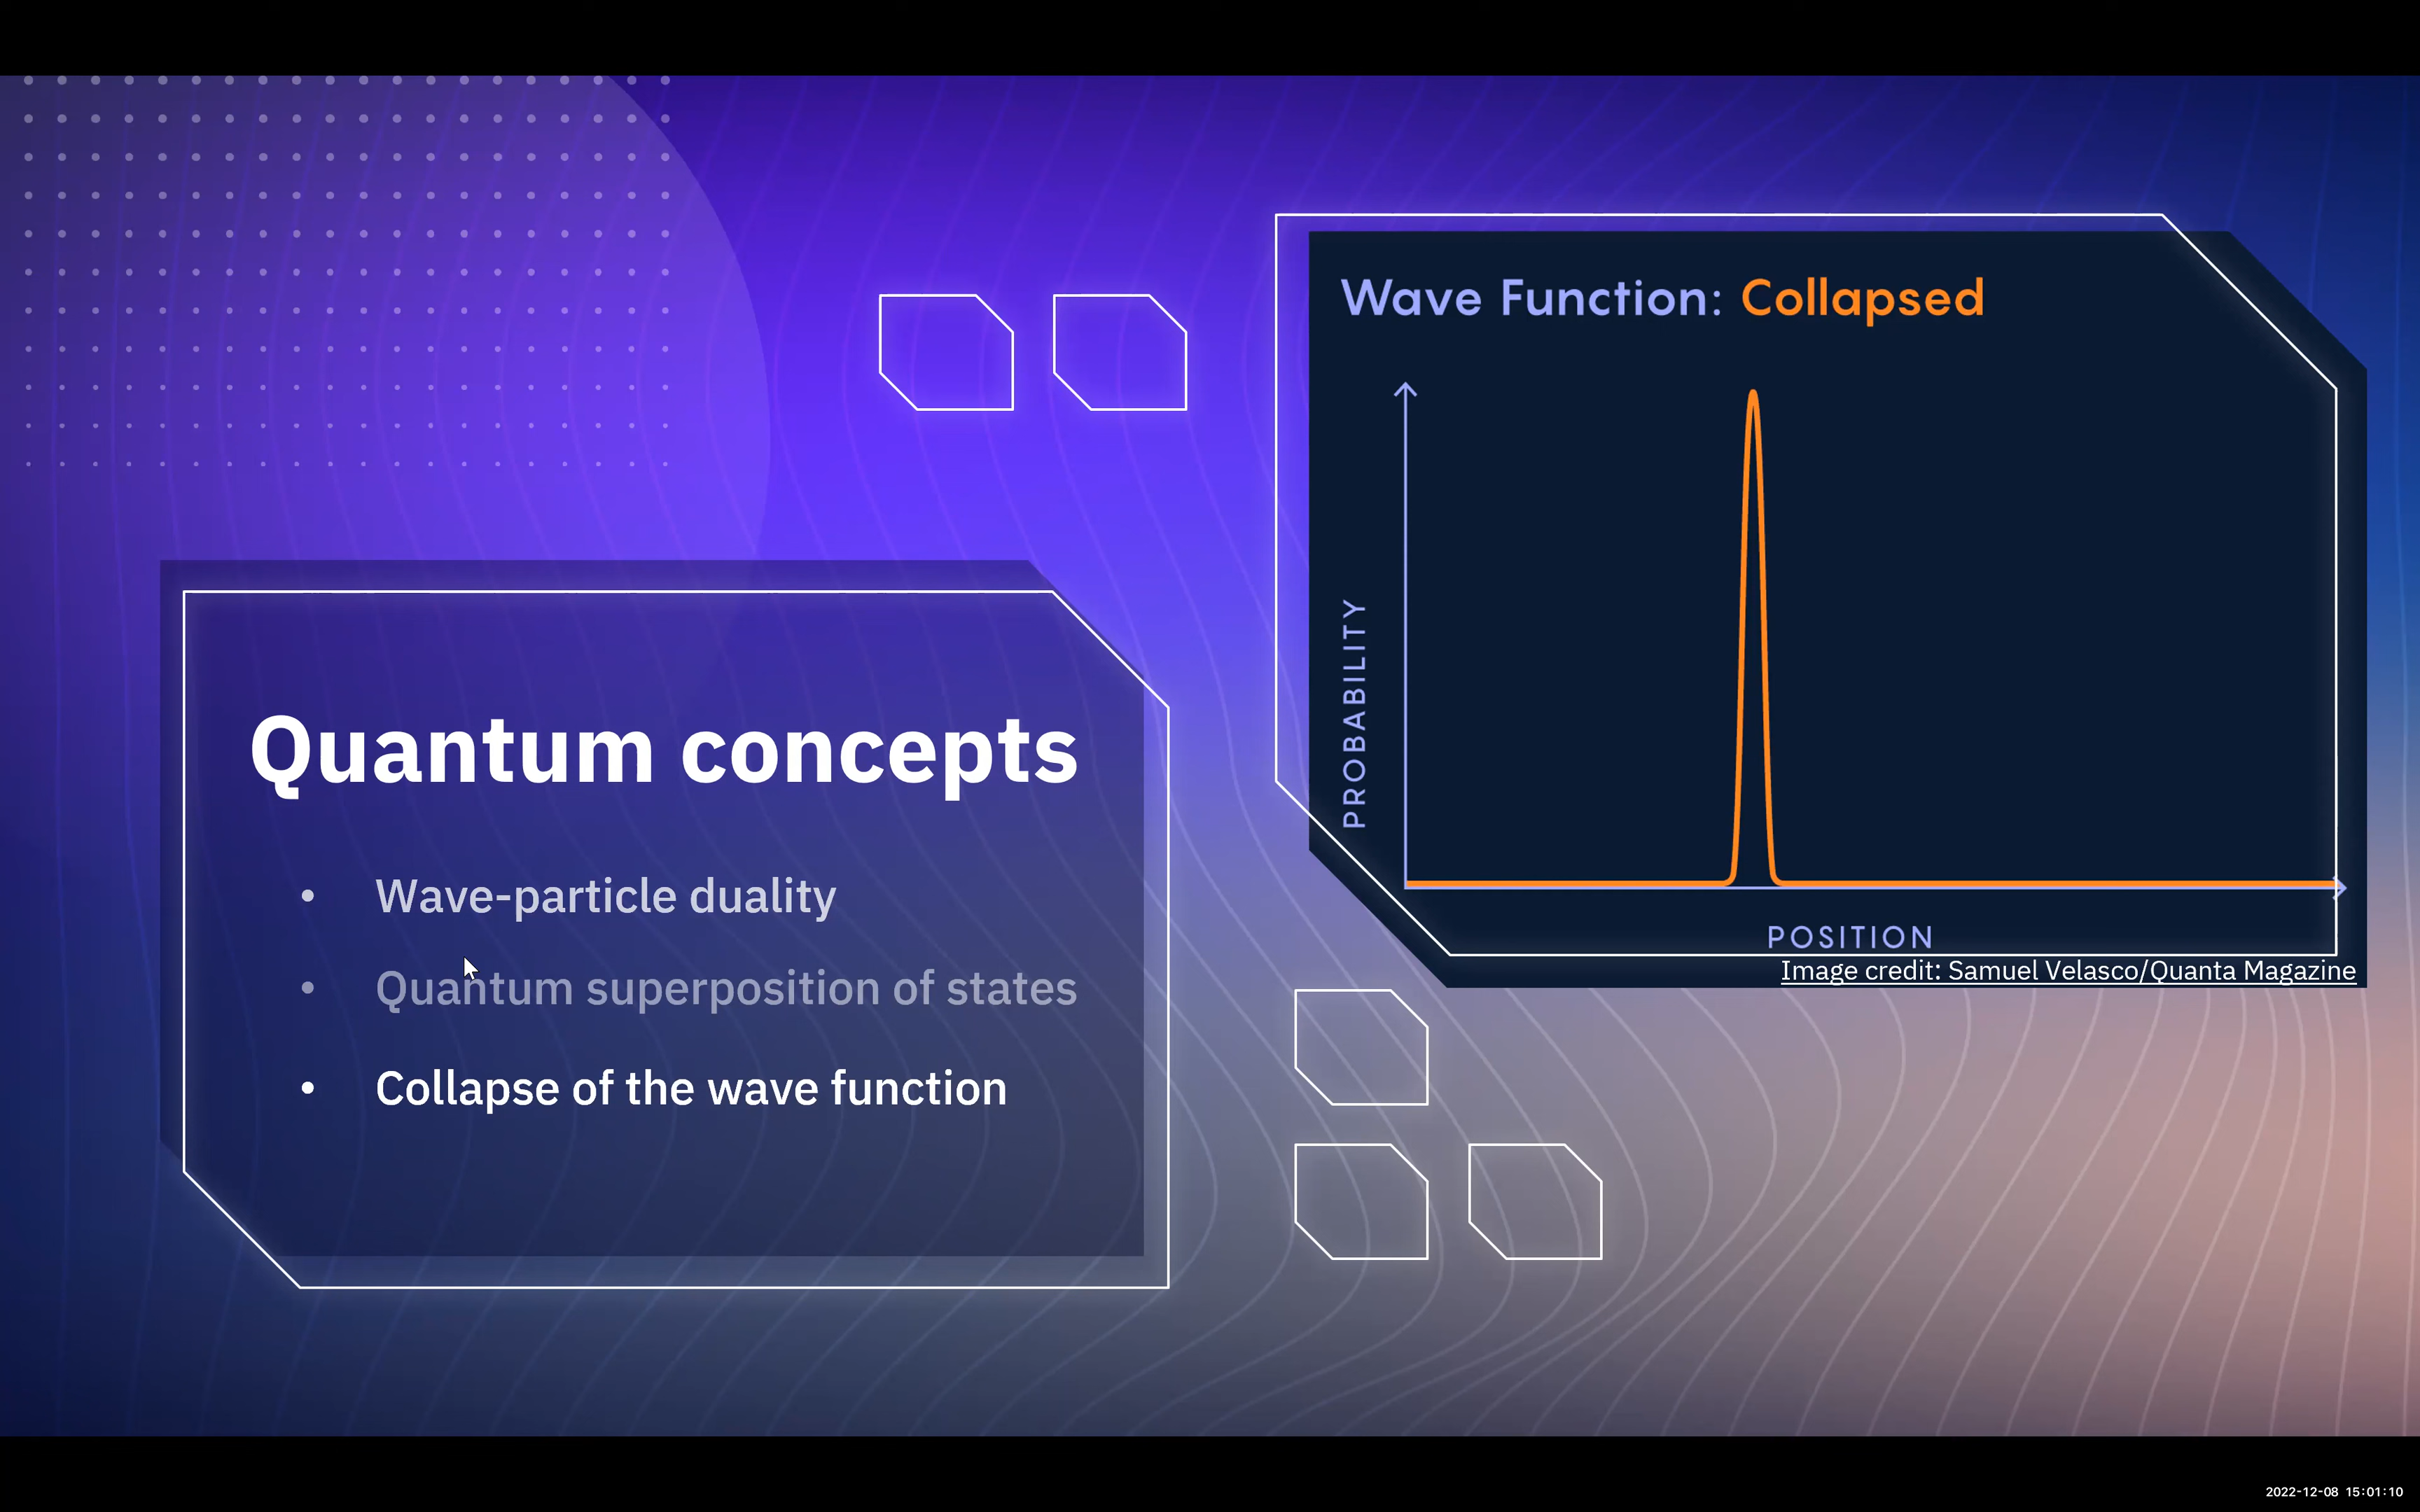 Quantum concepts
• Wave-particle duality
• Quantum superposition of states
• Collapse of the wave function
Wave Function: Collapsed
PROBABILITY
POSITION
Image credit: Samuel Velasco/Quanta Magazine
2022-12-08 15:01:10